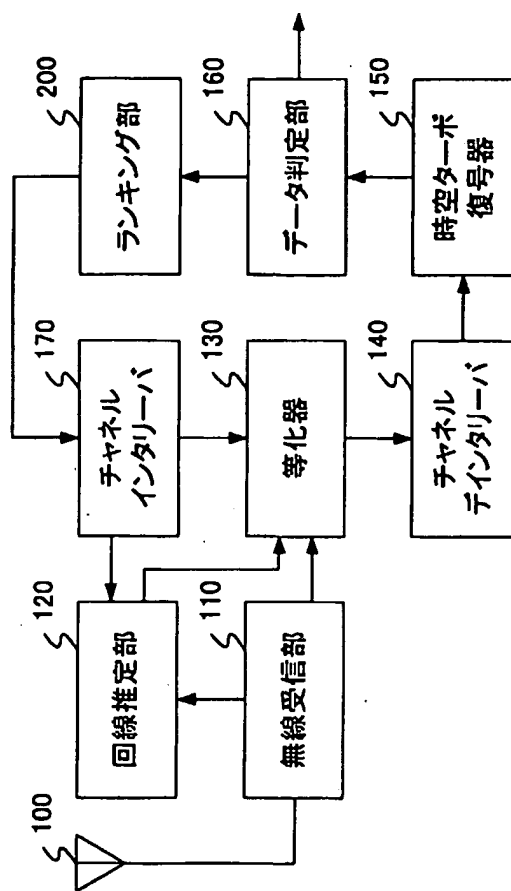 100
120
回線推定部
110
無線受信部
170
チャネル
インタリーバ
130
等化器
140
チャネル
デインタリーバ
200
ランキング部
160
データ判定部
150
時空ターボ
復号器